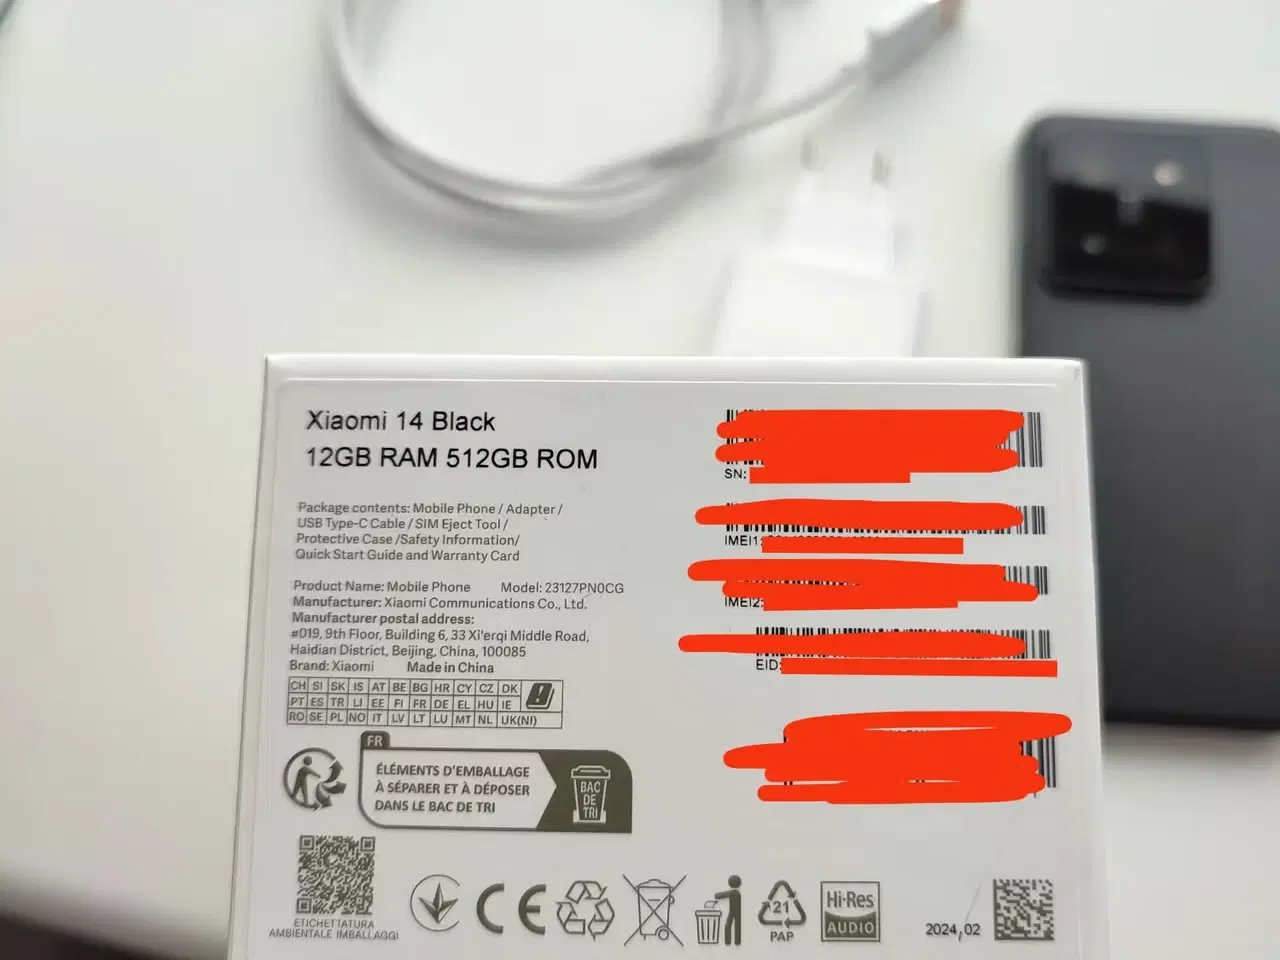 Xiaomi 14 Black
12GB RAM 512GB ROM
Package contents: Mobile Phone / Adapter /
USB Type-C Cable / SIM Eject Tool /
Protective Case /Safety Information/
Quick Start Guide and Warranty Card
Product Name: Mobile Phone Model: 23127PN0CG
Manufacturer: Xiaomi Communications Co., Ltd.
Manufacturer postal address:
#019, 9th Floor, Building 6, 33 Xi'erqi Middle Road,
Haidian District, Beijing, China, 100085
Brand: Xiaomi Made in China
CH SI SK IS AT BE BG HR CY CZ DK
PT ES TR LI EE FI FR DE EL HU IE
RO SE PL NO IT LV LT LU MT NL UK(NI)
FR
ÉLÉMENTS D'EMBALLAGE
À SÉPARER ET À DÉPOSER
DANS LE BAC DE TRI
BAC
DE
TRI
ETICHETTATURA
AMBIENTALE IMBALLAGGI
SN:
IMEI1:
IMEI2:
EID:
CE
21
PAP
Hi-Res
AUDIO
2024,02